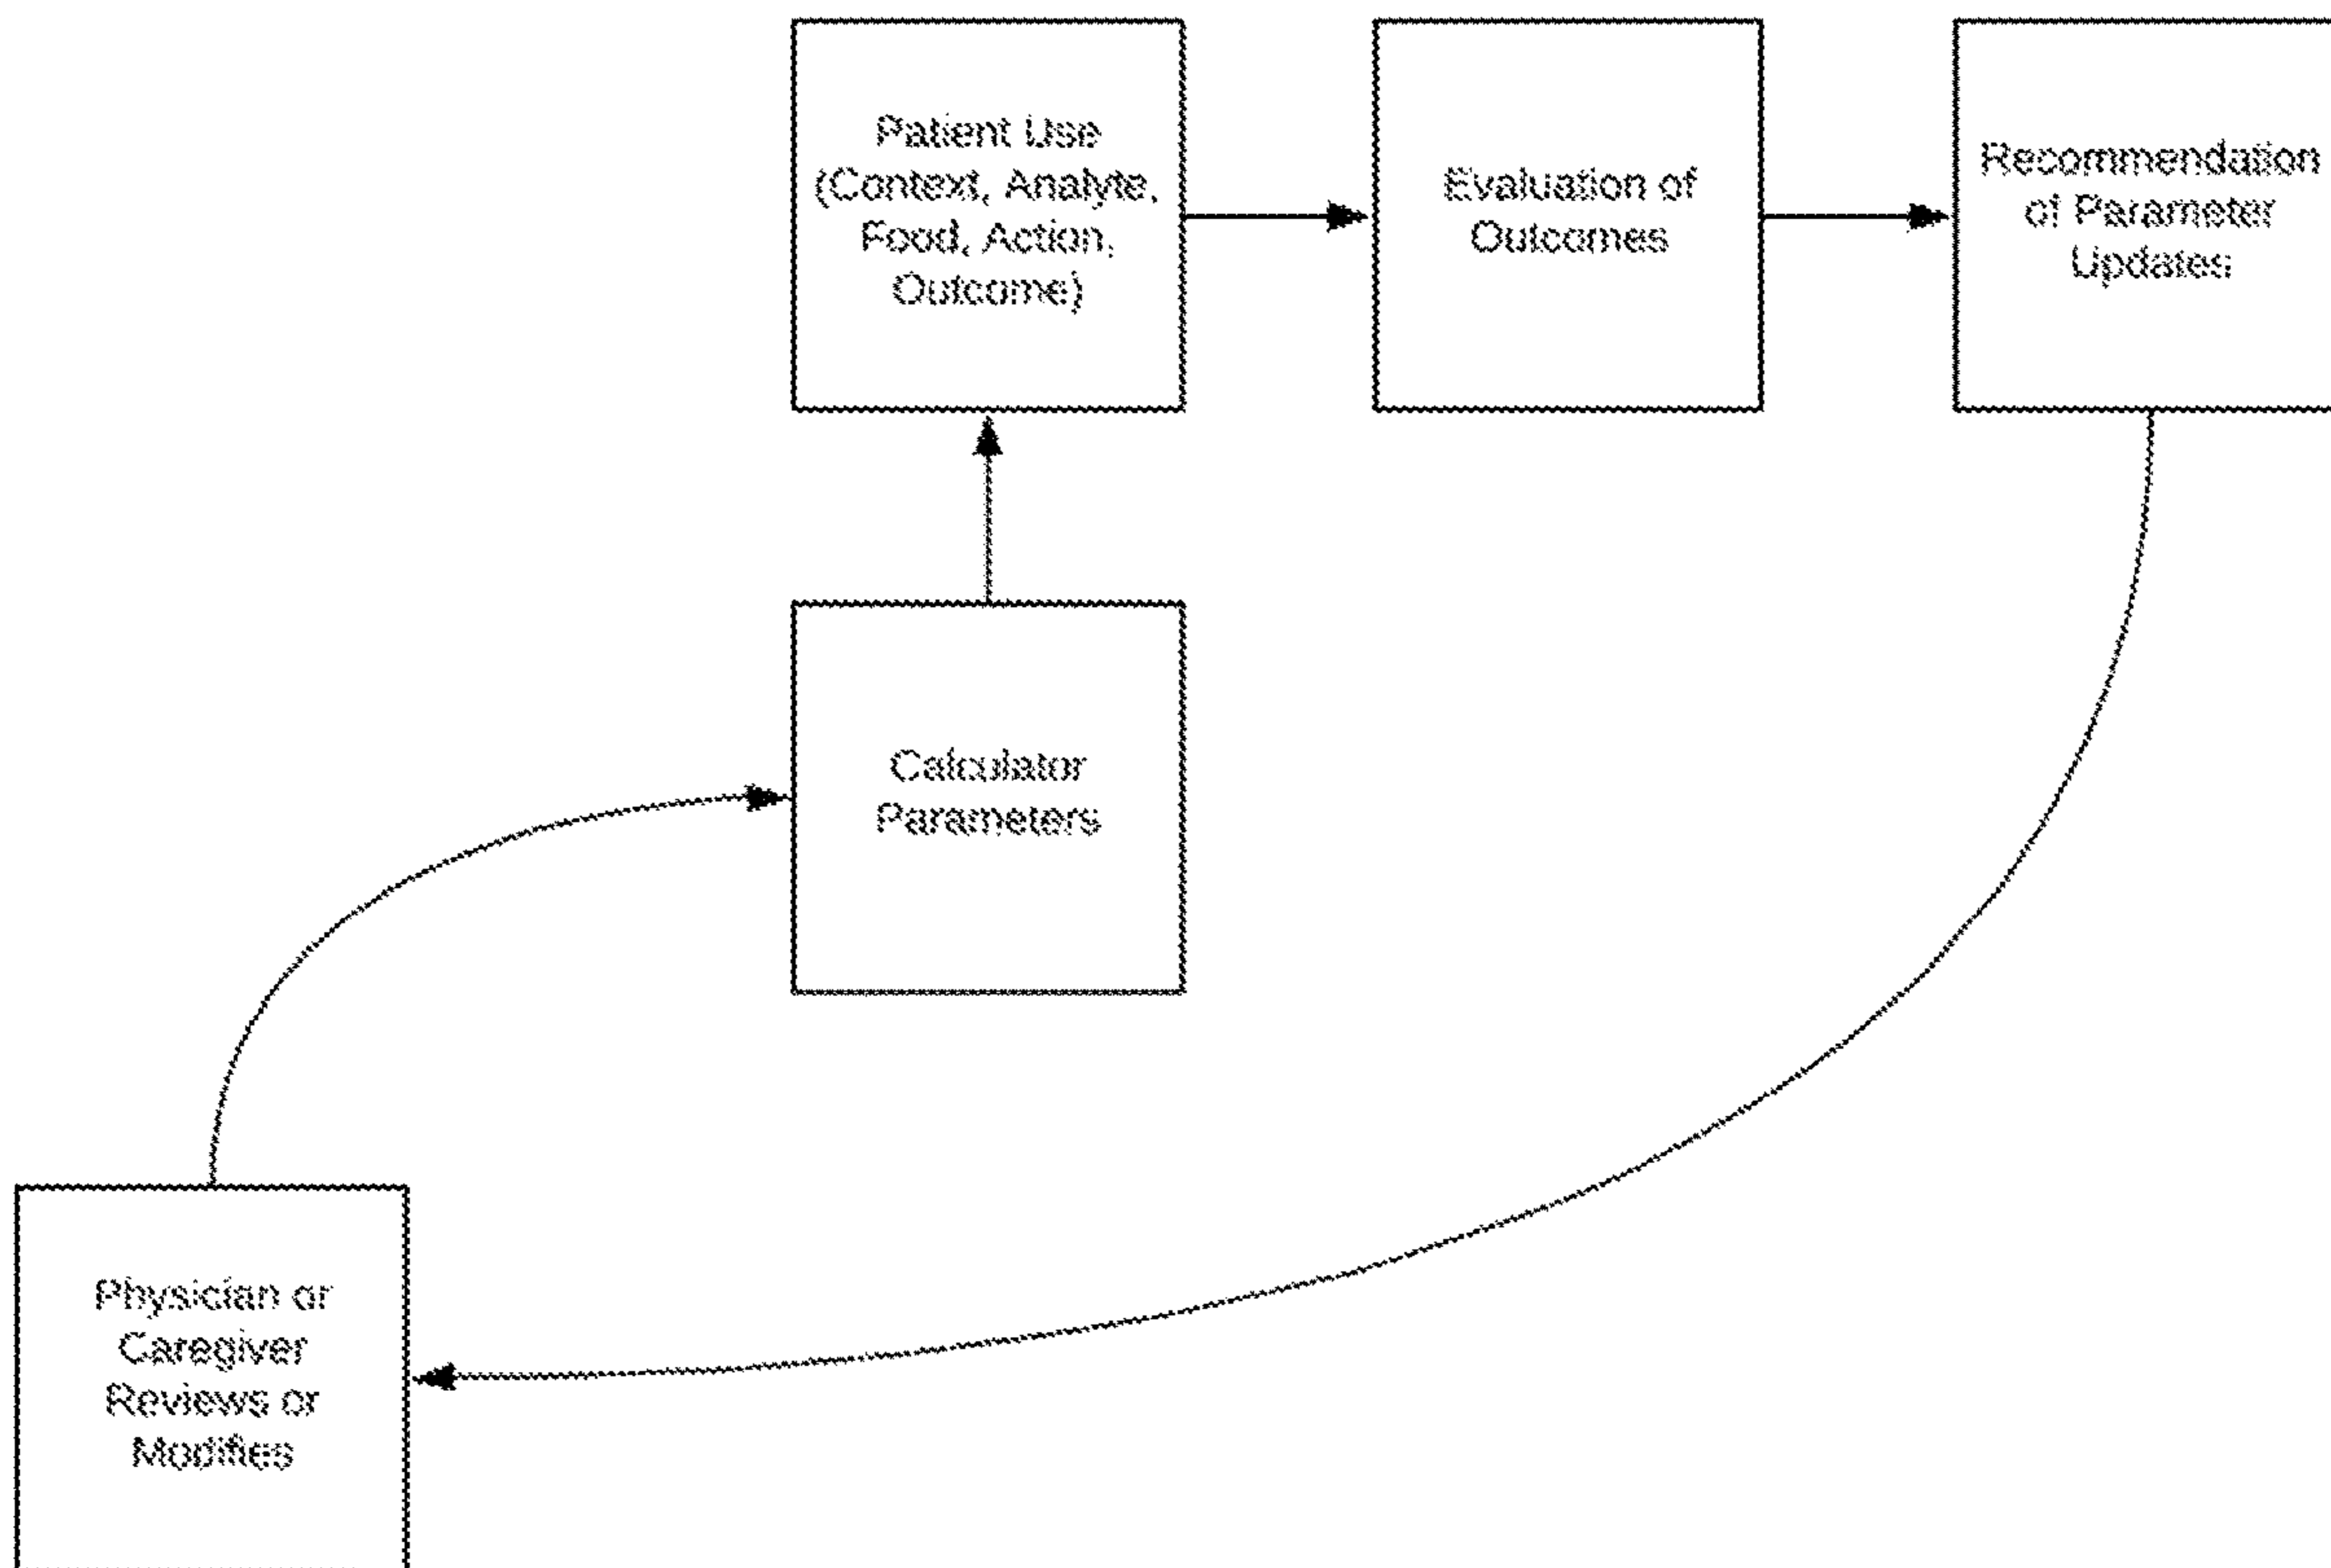 Patient Use
(Context, Analyte,
Food, Action,
Outcome)
Evaluation of
Outcomes
Recommendation
of Parameter
Updates
Calculator
Parameters
Physician or
Caregiver
Reviews or
Modifies